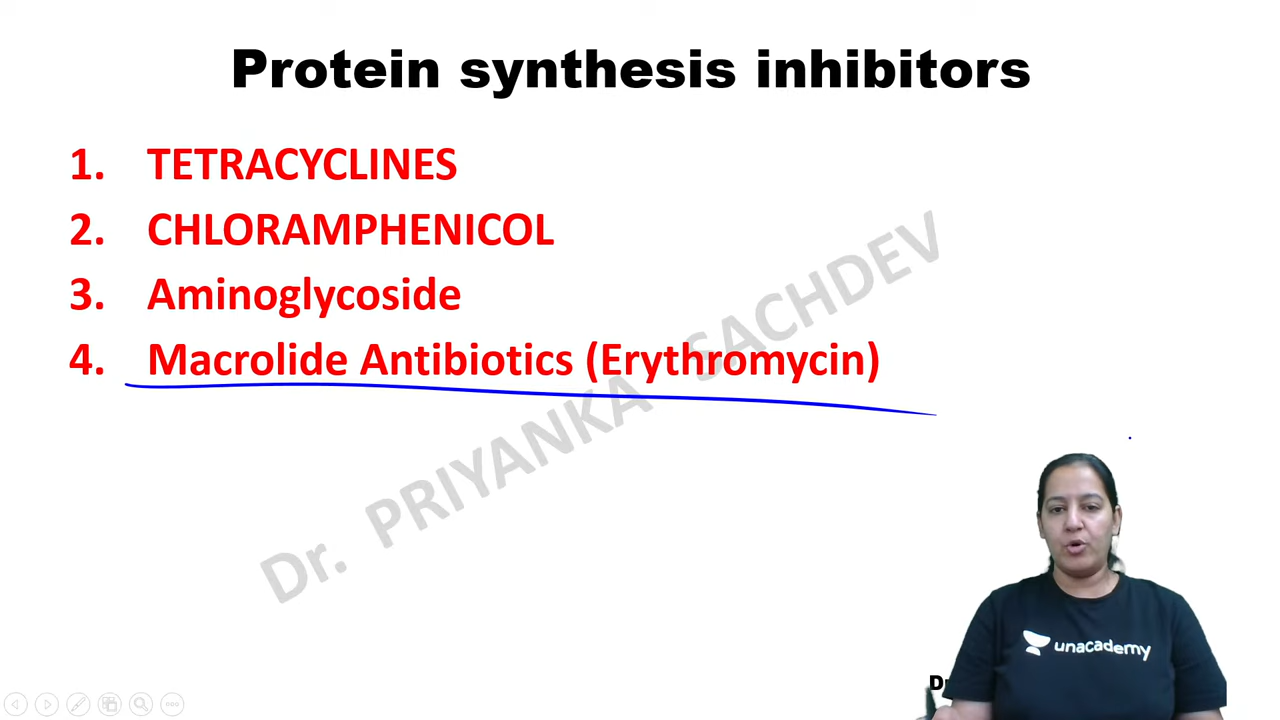 Protein synthesis inhibitors
1. TETRACYCLINES
2. CHLORAMPHENICOL
3. Aminoglycoside
4. Macrolide Antibiotics (Erythromycin)
Dr. PRIYANKA SACHDEV
unacademy